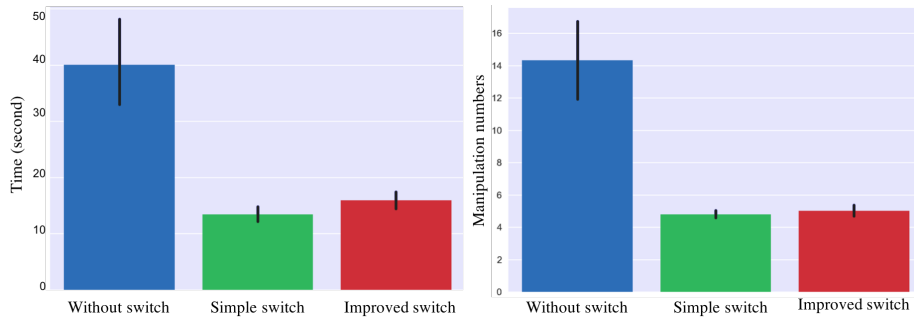 50
40
30
20
10
0
Time (second)
Without switch
Simple switch
Improved switch
16
14
12
10
8
6
4
2
0
Manipulation numbers
Without switch
Simple switch
Improved switch